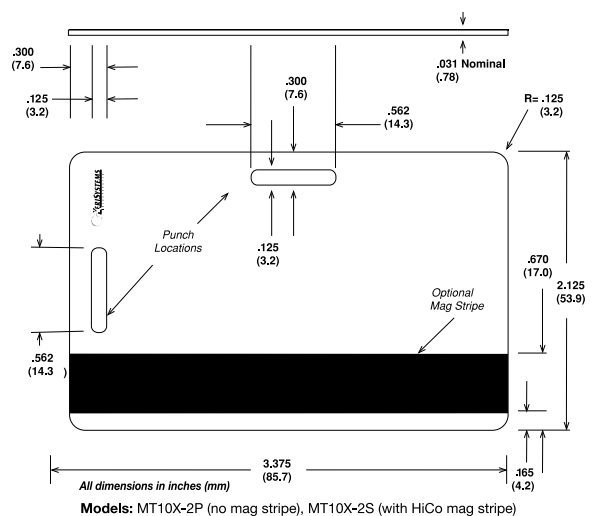 .300
(7.6)
.031 Nominal
(.78)
.300
(7.6)
.125
(3.2)
.562
(14.3)
R= .125
(3.2)
XERISYSTEMS
Punch
Locations
.125
(3.2)
.670
(17.0)
2.125
(53.9)
Optional
Mag Stripe
.562
(14.3 )
3.375
(85.7)
.165
(4.2)
All dimensions in inches (mm)
Models: MT10X-2P (no mag stripe), MT10X-2S (with HiCo mag stripe)